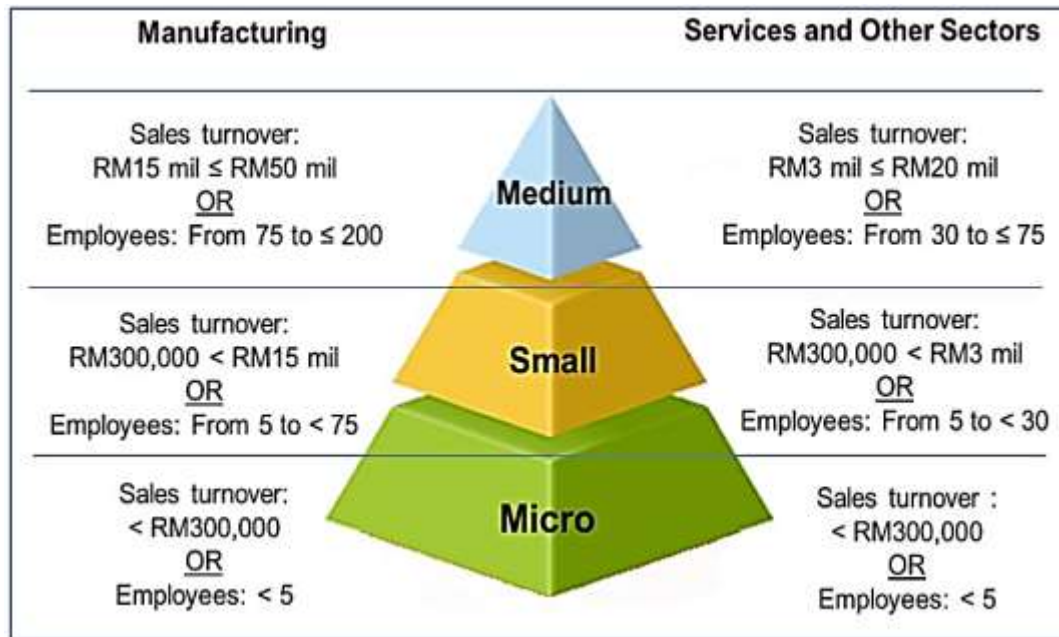 Manufacturing
Services and Other Sectors
Sales turnover:
RM15 mil ≤ RM50 mil
OR
Employees: From 75 to ≤ 200
Medium
Sales turnover:
RM3 mil ≤ RM20 mil
OR
Employees: From 30 to ≤ 75
Sales turnover:
RM300,000 < RM15 mil
OR
Employees: From 5 to < 75
Small
Sales turnover:
RM300,000 < RM3 mil
OR
Employees: From 5 to < 30
Sales turnover:
< RM300,000
OR
Employees: < 5
Micro
Sales turnover :
< RM300,000
OR
Employees: < 5